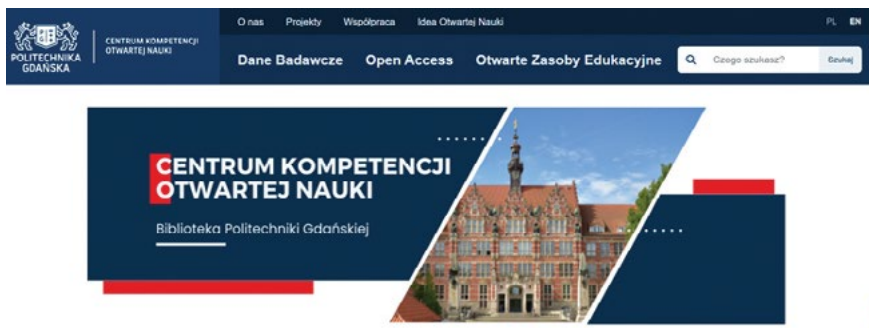 O nas Projekty Współpraca Idea Otwartej Nauki PL EN
POLITECHNIKA
GDAŃSKA
CENTRUM KOMPETENCJI
OTWARTEJ NAUKI
Dane Badawcze Open Access Otwarte Zasoby Edukacyjne Czego szukasz? Szukaj
CENTRUM KOMPETENCJI
OTWARTEJ NAUKI
Biblioteka Politechniki Gdańskiej